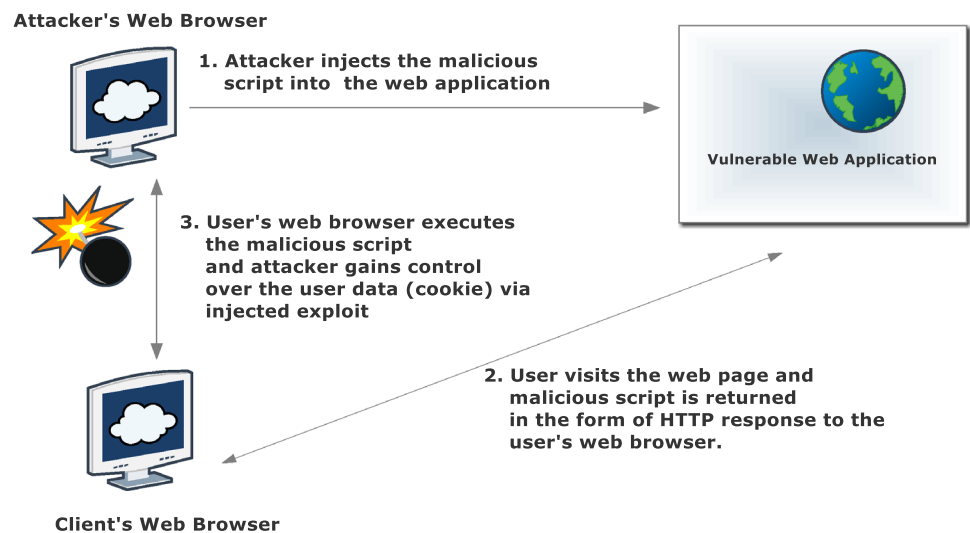 Attacker's Web Browser
1. Attacker injects the malicious
script into the web application
Vulnerable Web Application
3. User's web browser executes
the malicious script
and attacker gains control
over the user data (cookie) via
injected exploit
2. User visits the web page and
malicious script is returned
in the form of HTTP response to the
user's web browser.
Client's Web Browser